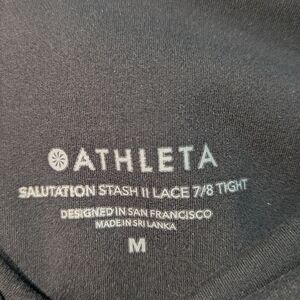 ATHLETA
SALUTATION STASH II LACE 7/8 TIGHT
DESIGNED IN SAN FRANCISCO
MADE IN SRI LANKA
M